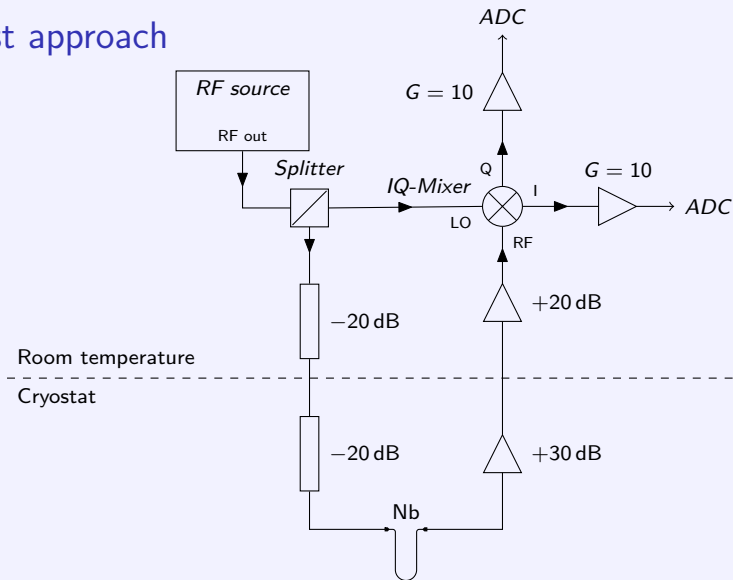 st approach
ADC
RF source
G = 10
RF out
Splitter
Q
G = 10
IQ-Mixer
I
ADC
LO
RF
−20 dB
+20 dB
Room temperature
Cryostat
−20 dB
+30 dB
Nb